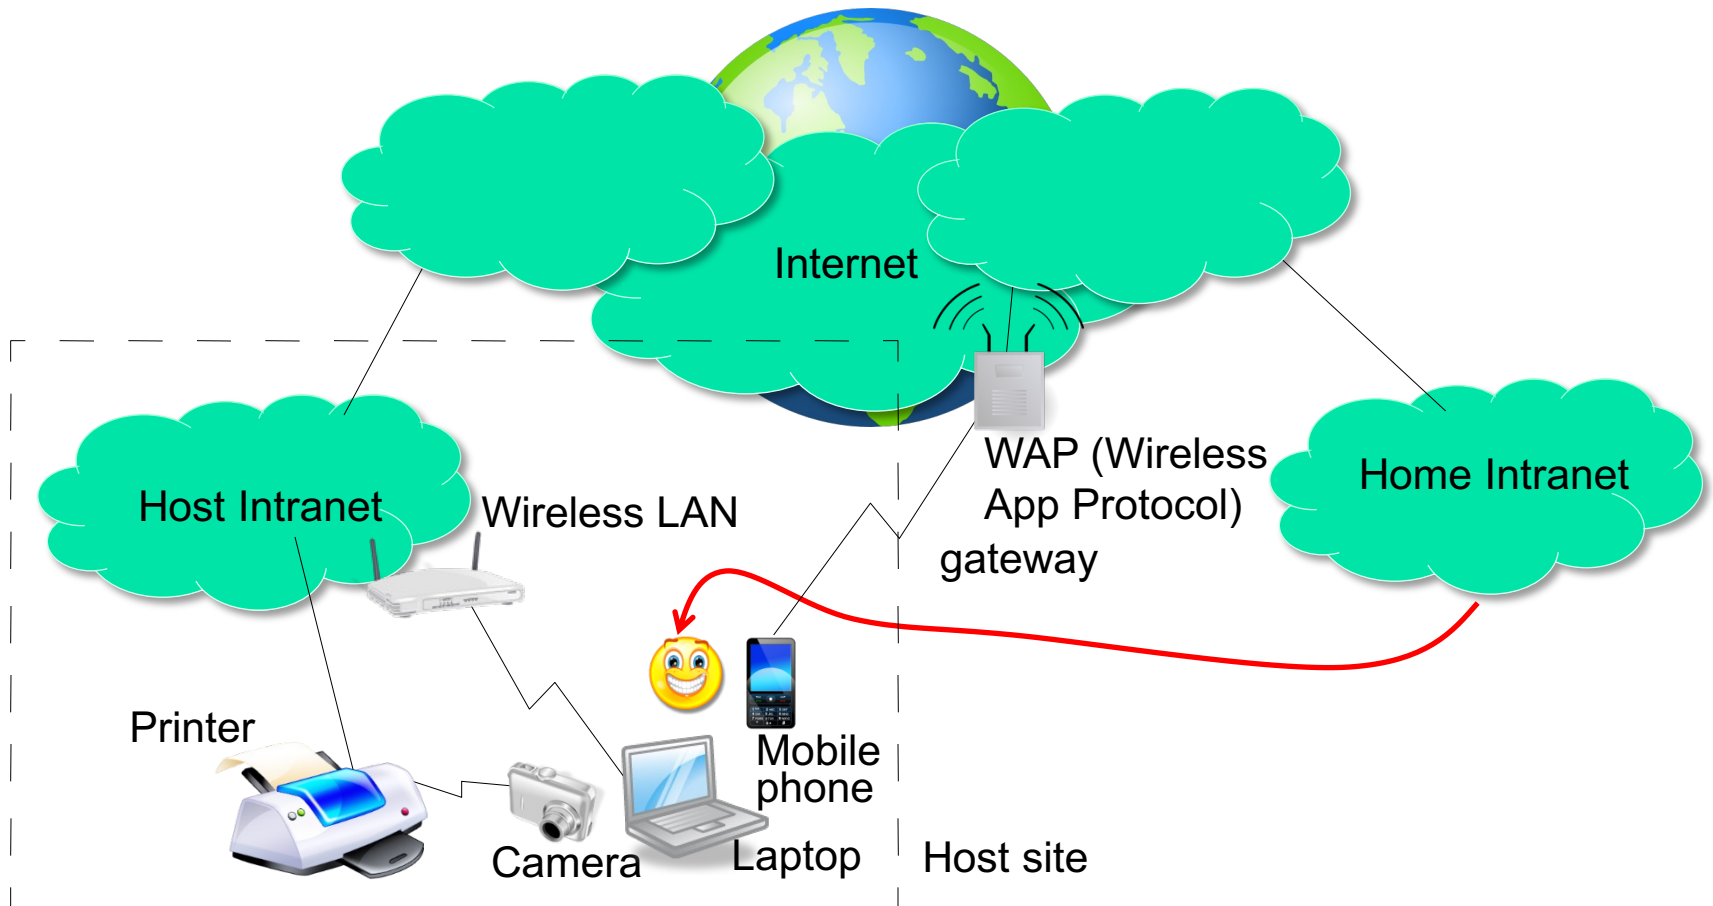 Internet
WAP (Wireless
App Protocol)
gateway
Home Intranet
Host Intranet
Wireless LAN
Printer
Mobile
phone
Camera
Laptop
Host site